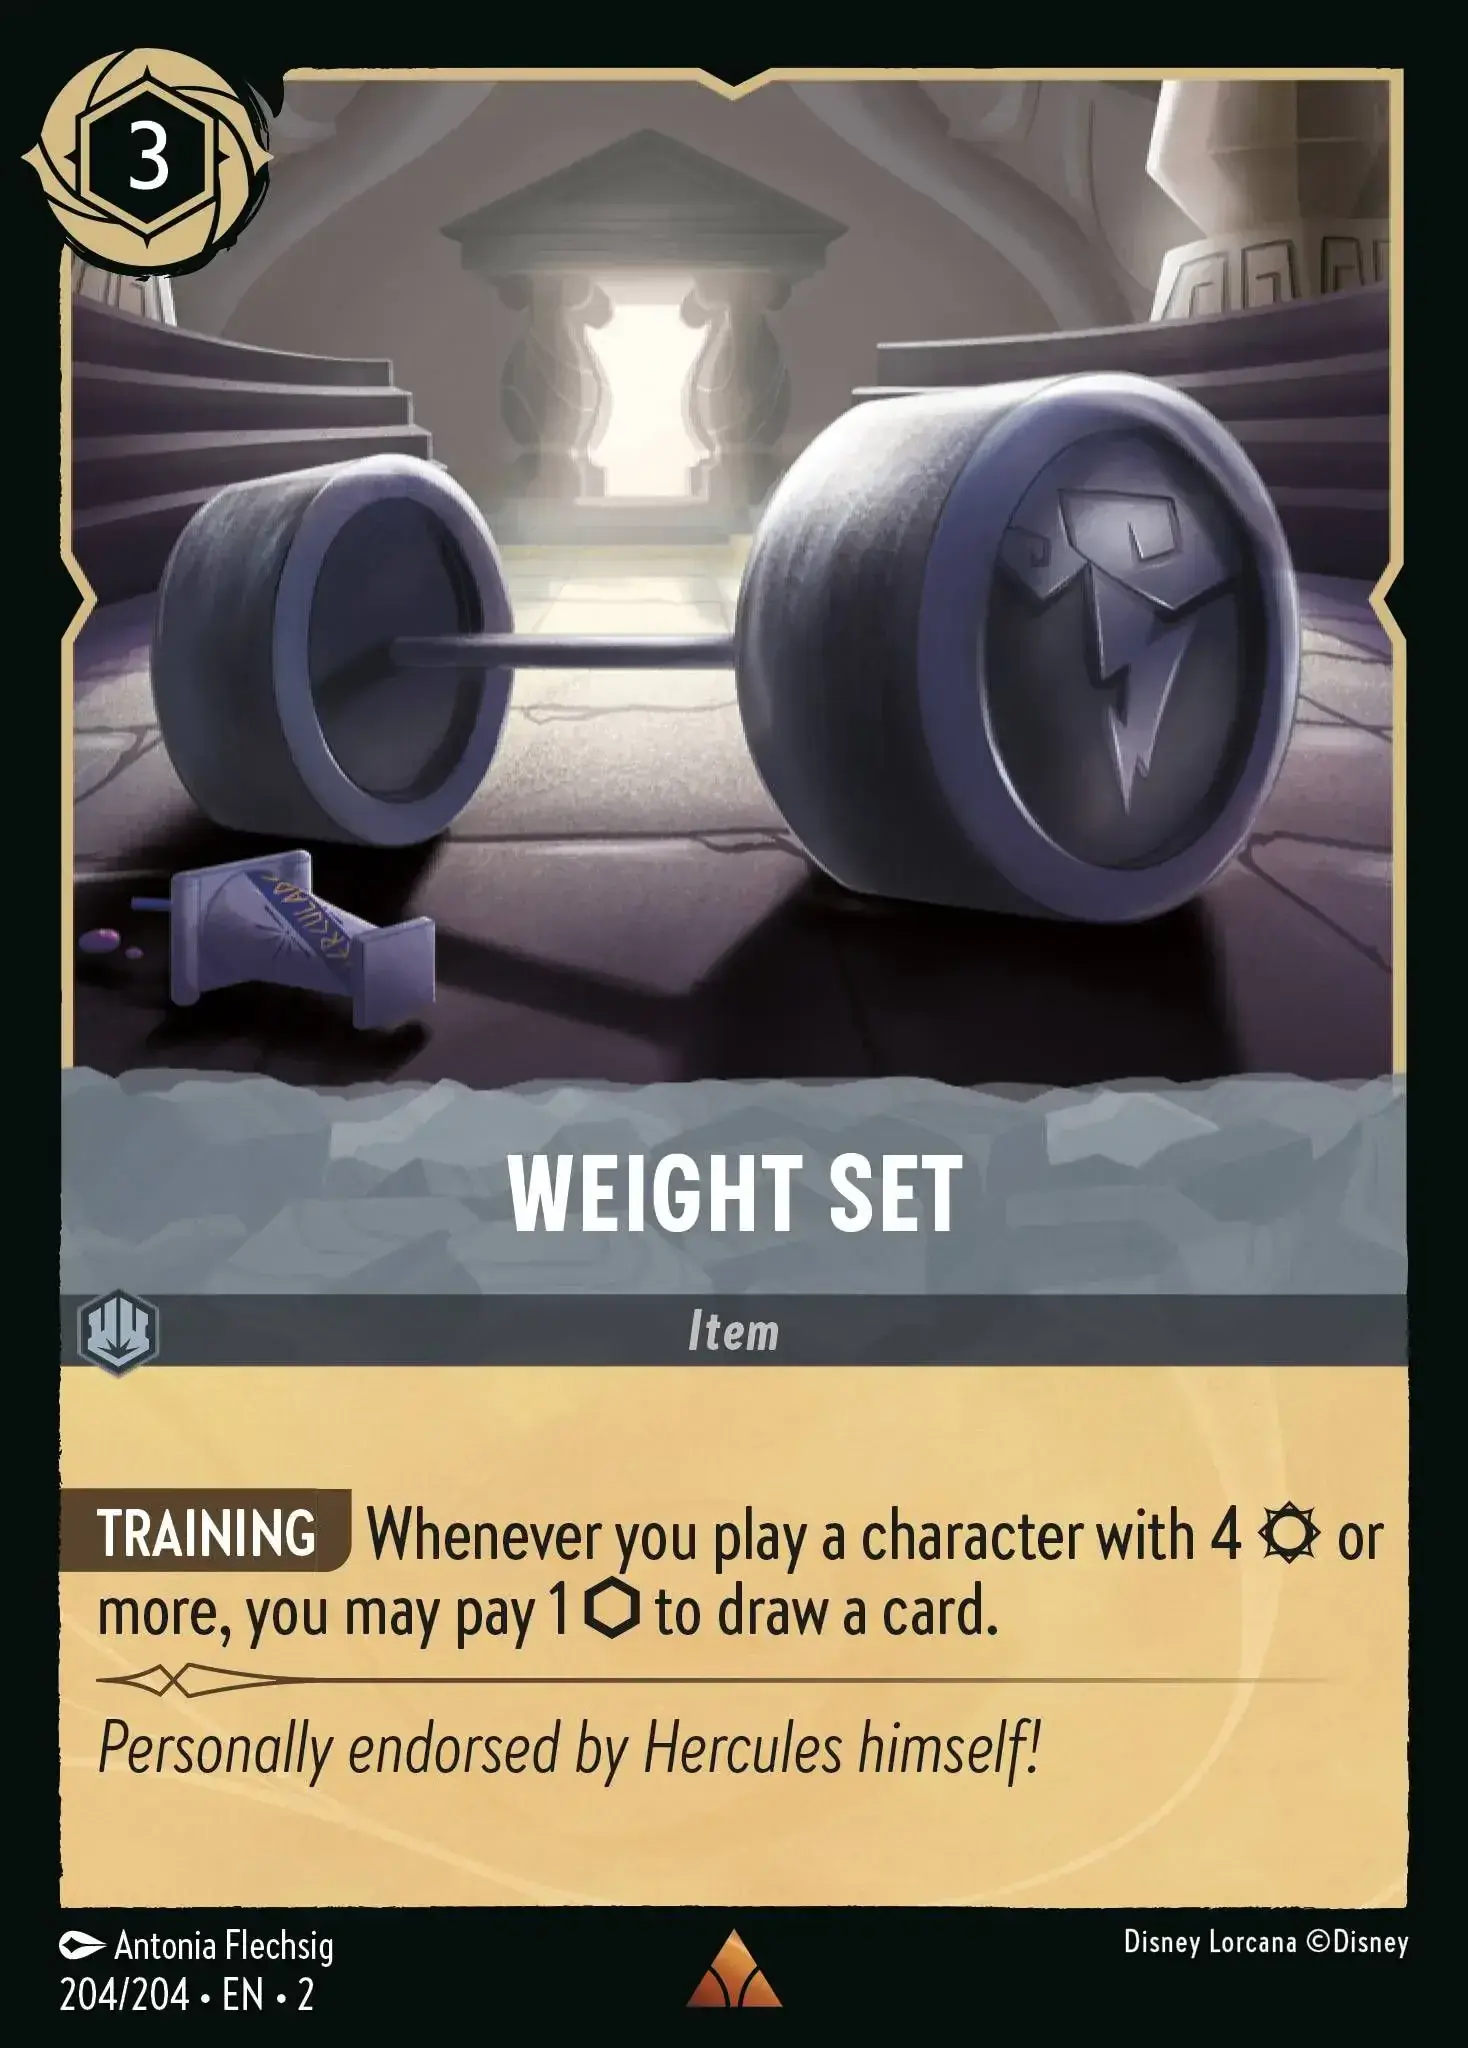 3
WEIGHT SET
Item
TRAINING Whenever you play a character with 4 or
more, you may pay 1 to draw a card.
Personally endorsed by Hercules himself!
Antonia Flechsig
Disney Lorcana ©Disney
204/204 • EN • 2